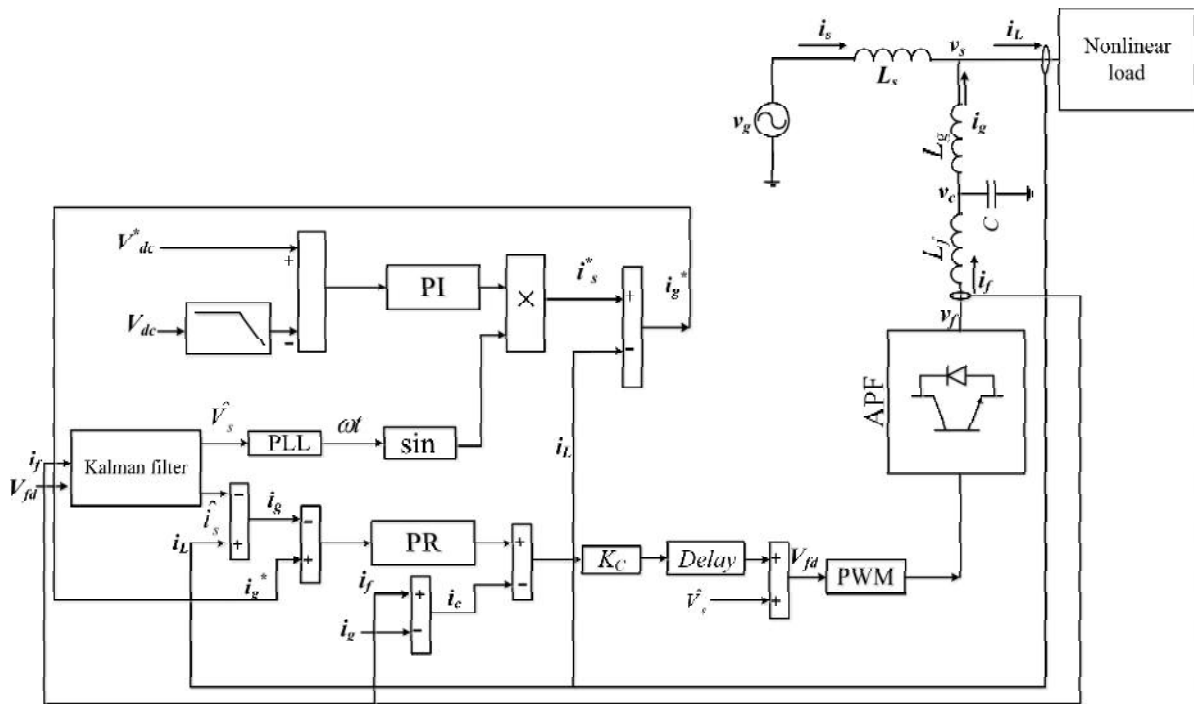 i_s
v_s
i_L
Nonlinear
load
L_s
v_g
i_g
L_g
v_c
C
L_f
i_f
v_f
APF
V*_dc
+
PI
×
i*_s
+
i_g*
V_dc
-
-
V̂_s
PLL
ωt
sin
i_L
i_f
Kalman filter
V_fd
î_s
-
i_g
-
PR
+
i_L
+
+
K_C
Delay
+
V_fd
PWM
i_g*
i_f
+
i_c
-
V̂_s
+
i_g
-